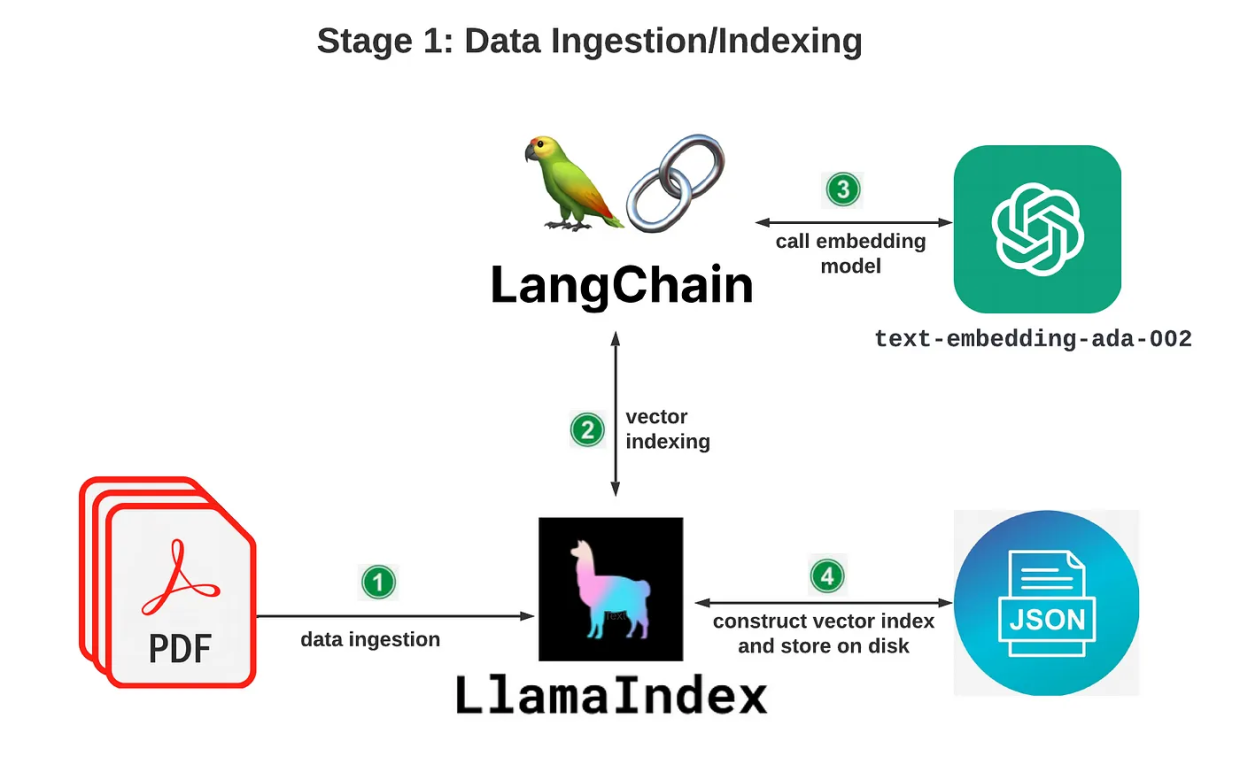 Stage 1: Data Ingestion/Indexing
3
call embedding
model
LangChain
text-embedding-ada-002
2
vector
indexing
1
data ingestion
PDF
Text
LlamaIndex
4
construct vector index
and store on disk
JSON